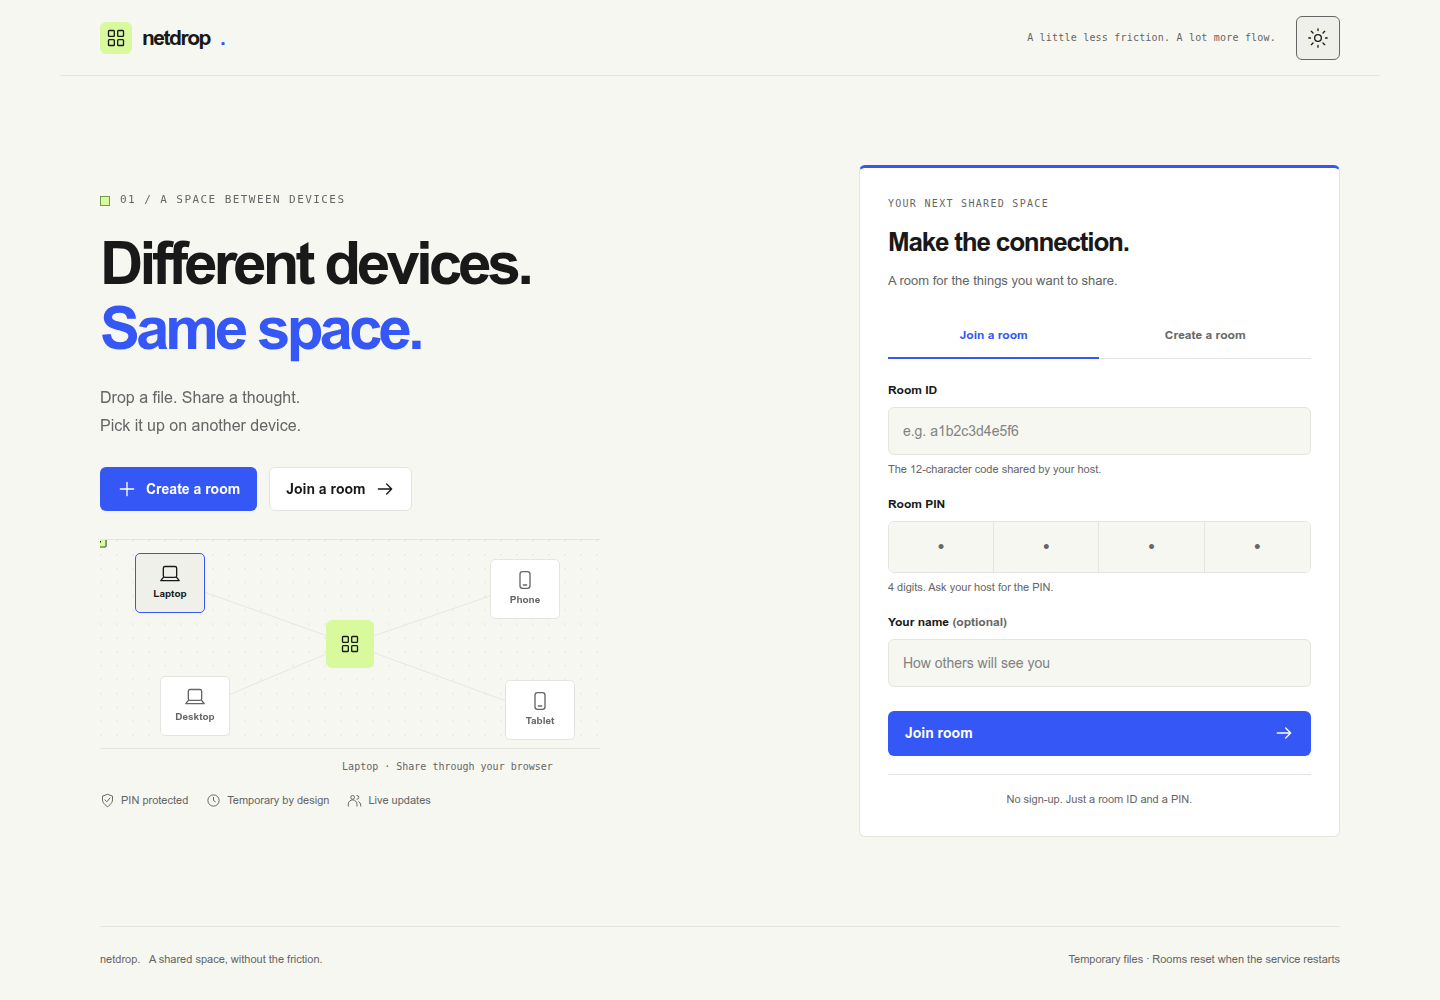 netdrop .
A little less friction. A lot more flow.
01 / A SPACE BETWEEN DEVICES
Different devices.
Same space.
Drop a file. Share a thought.
Pick it up on another device.
Create a room
Join a room
Laptop
Phone
Desktop
Tablet
Laptop · Share through your browser
PIN protected
Temporary by design
Live updates
YOUR NEXT SHARED SPACE
Make the connection.
A room for the things you want to share.
Join a room
Create a room
Room ID
e.g. a1b2c3d4e5f6
The 12-character code shared by your host.
Room PIN
• • • •
4 digits. Ask your host for the PIN.
Your name (optional)
How others will see you
Join room
No sign-up. Just a room ID and a PIN.
netdrop. A shared space, without the friction.
Temporary files · Rooms reset when the service restarts